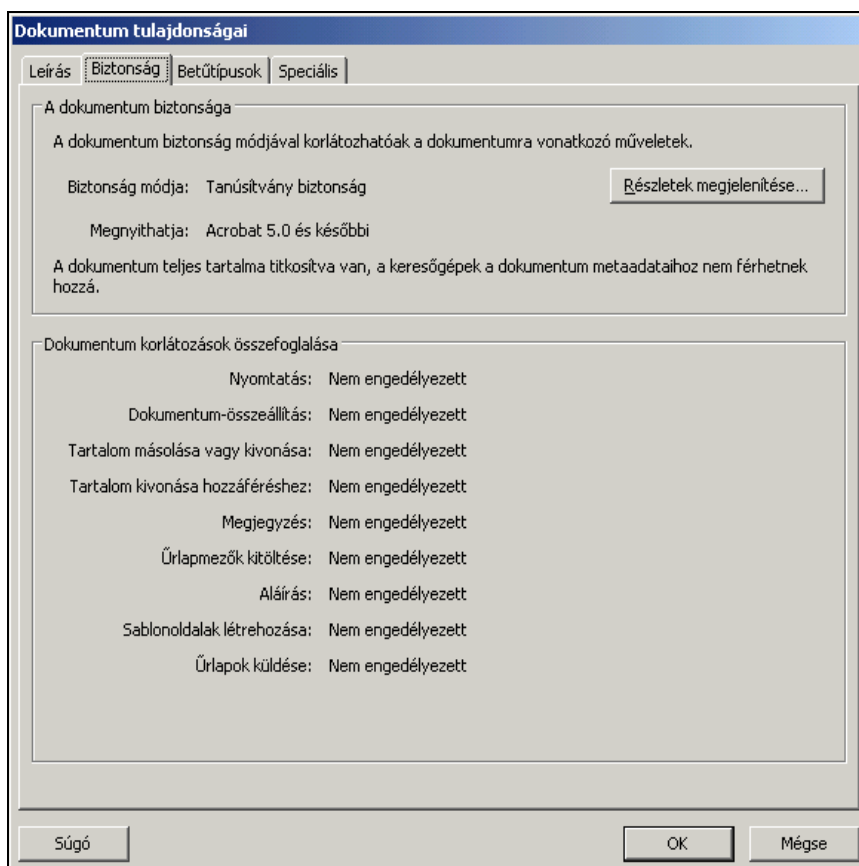 Dokumentum tulajdonságai
Leírás
Biztonság
Betűtípusok
Speciális
A dokumentum biztonsága
A dokumentum biztonság módjával korlátozhatóak a dokumentumra vonatkozó műveletek.
Biztonság módja: Tanúsítvány biztonság
Részletek megjelenítése...
Megnyithatja: Acrobat 5.0 és későbbi
A dokumentum teljes tartalma titkosítva van, a keresőgépek a dokumentum metaadataihoz nem férhetnek
hozzá.
Dokumentum korlátozások összefoglalása
Nyomtatás: Nem engedélyezett
Dokumentum-összeállítás: Nem engedélyezett
Tartalom másolása vagy kivonása: Nem engedélyezett
Tartalom kivonása hozzáféréshez: Nem engedélyezett
Megjegyzés: Nem engedélyezett
Űrlapmezők kitöltése: Nem engedélyezett
Aláírás: Nem engedélyezett
Sablonoldalak létrehozása: Nem engedélyezett
Űrlapok küldése: Nem engedélyezett
Súgó
OK
Mégse